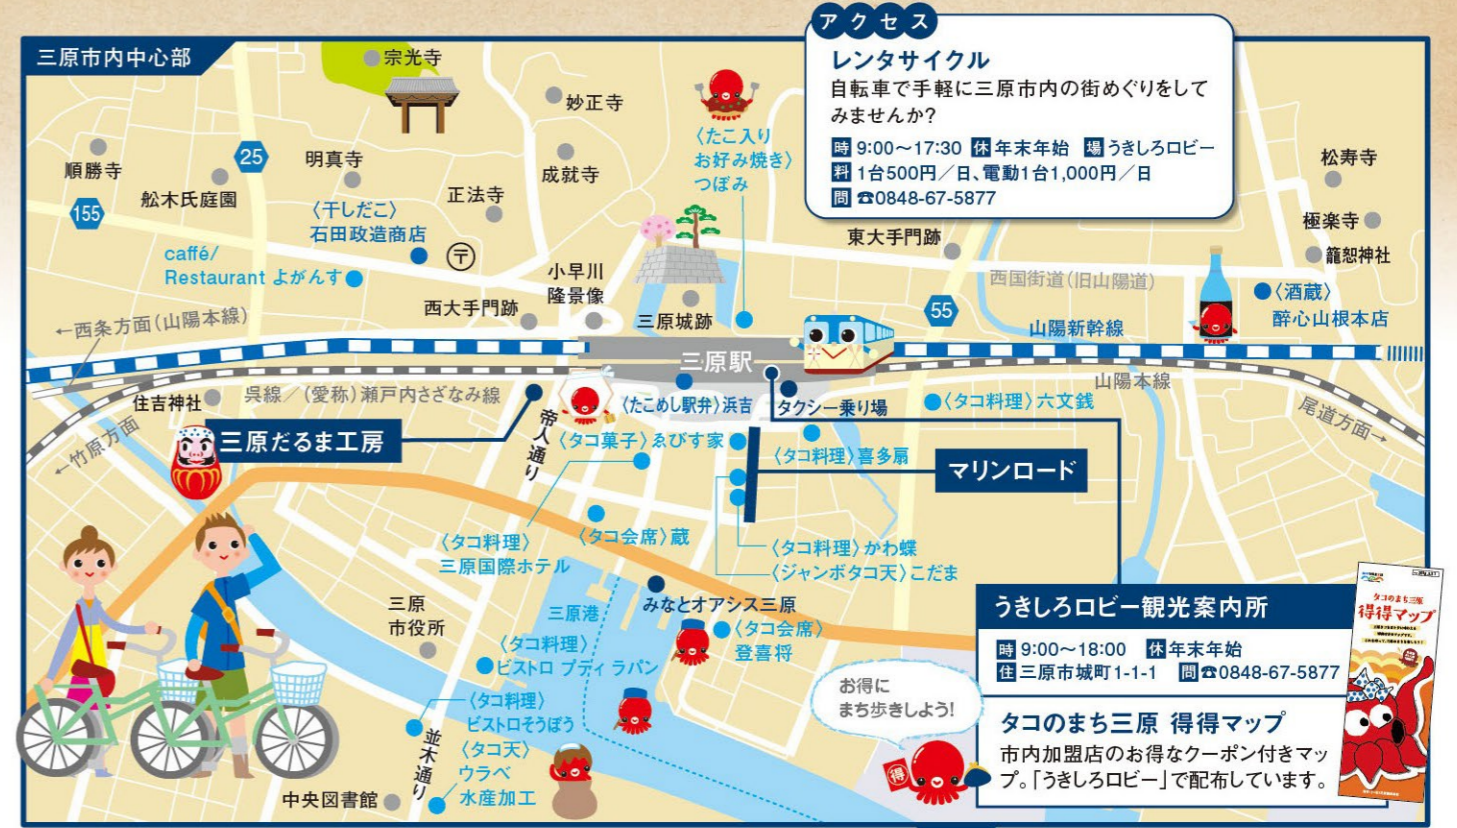 アクセス
レンタサイクル
自転車で手軽に三原市内の街めぐりをして
みませんか?
時 9:00〜17:30 休 年末年始 場 うきしろロビー
料 1台500円／日、電動1台1,000円／日
問 ☎0848-67-5877
三原市内中心部
宗光寺
妙正寺
〈たこ入り
お好み焼き〉
つぼみ
順勝寺
25
明真寺
成就寺
松寿寺
舩木氏庭園
正法寺
155
〈干しだこ〉
石田政造商店
〒
極楽寺
東大手門跡
籠恕神社
caffé/
Restaurant よがんす
小早川
隆景像
西国街道(旧山陽道)
西大手門跡
三原城跡
55
〈酒蔵〉
酔心山根本店
←西条方面(山陽本線)
山陽新幹線
三原駅
山陽本線
呉線／(愛称)瀬戸内さざなみ線
住吉神社
〈たこめし駅弁〉浜吉
タクシー乗り場
〈タコ料理〉六文銭
尾道方面→
←竹原方面
三原だるま工房
帝人通り
〈タコ菓子〉ゑびす家
〈タコ料理〉喜多扇
マリンロード
〈タコ料理〉
三原国際ホテル
〈タコ会席〉蔵
〈タコ料理〉かわ蝶
〈ジャンボタコ天〉こだま
三原
市役所
三原港
みなとオアシス三原
〈タコ会席〉
登喜将
〈タコ料理〉
ビストロ プティ ラパン
〈タコ料理〉
ビストロそうぼう
〈タコ天〉
ウラベ
水産加工
並木通り
中央図書館
お得に
まち歩きしよう!
得
うきしろロビー観光案内所
時 9:00〜18:00 休 年末年始
住 三原市城町1-1-1 問 ☎0848-67-5877
タコのまち三原 得得マップ
市内加盟店のお得なクーポン付きマッ
プ。「うきしろロビー」で配布しています。
タコのまち三原
得得マップ